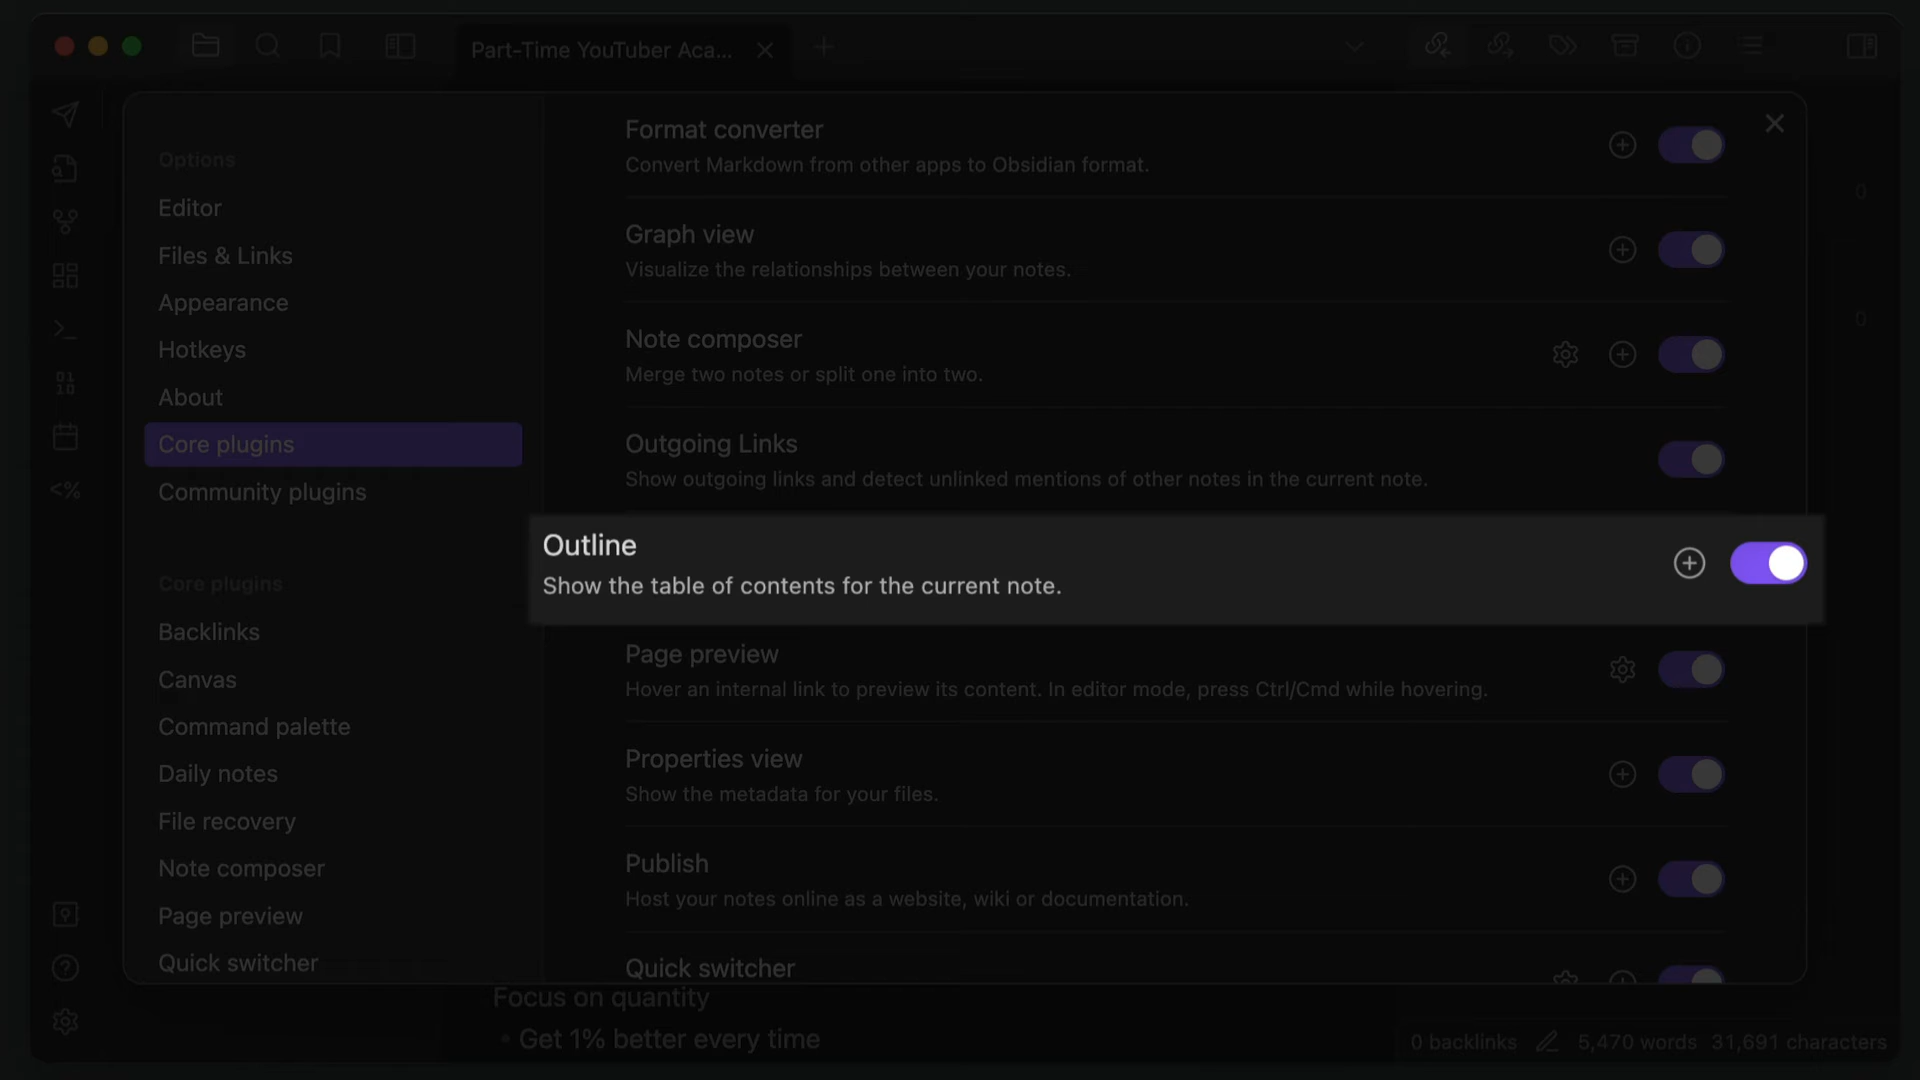 Part-Time YouTuber Aca...
Options
Editor
Files & Links
Appearance
Hotkeys
About
Core plugins
Community plugins
Core plugins
Backlinks
Canvas
Command palette
Daily notes
File recovery
Note composer
Page preview
Quick switcher
Format converter
Convert Markdown from other apps to Obsidian format.
Graph view
Visualize the relationships between your notes.
Note composer
Merge two notes or split one into two.
Outgoing Links
Show outgoing links and detect unlinked mentions of other notes in the current note.
Outline
Show the table of contents for the current note.
Page preview
Hover an internal link to preview its content. In editor mode, press Ctrl/Cmd while hovering.
Properties view
Show the metadata for your files.
Publish
Host your notes online as a website, wiki or documentation.
Quick switcher
0
0
Focus on quantity
• Get 1% better every time
0 backlinks 5,470 words 31,691 characters